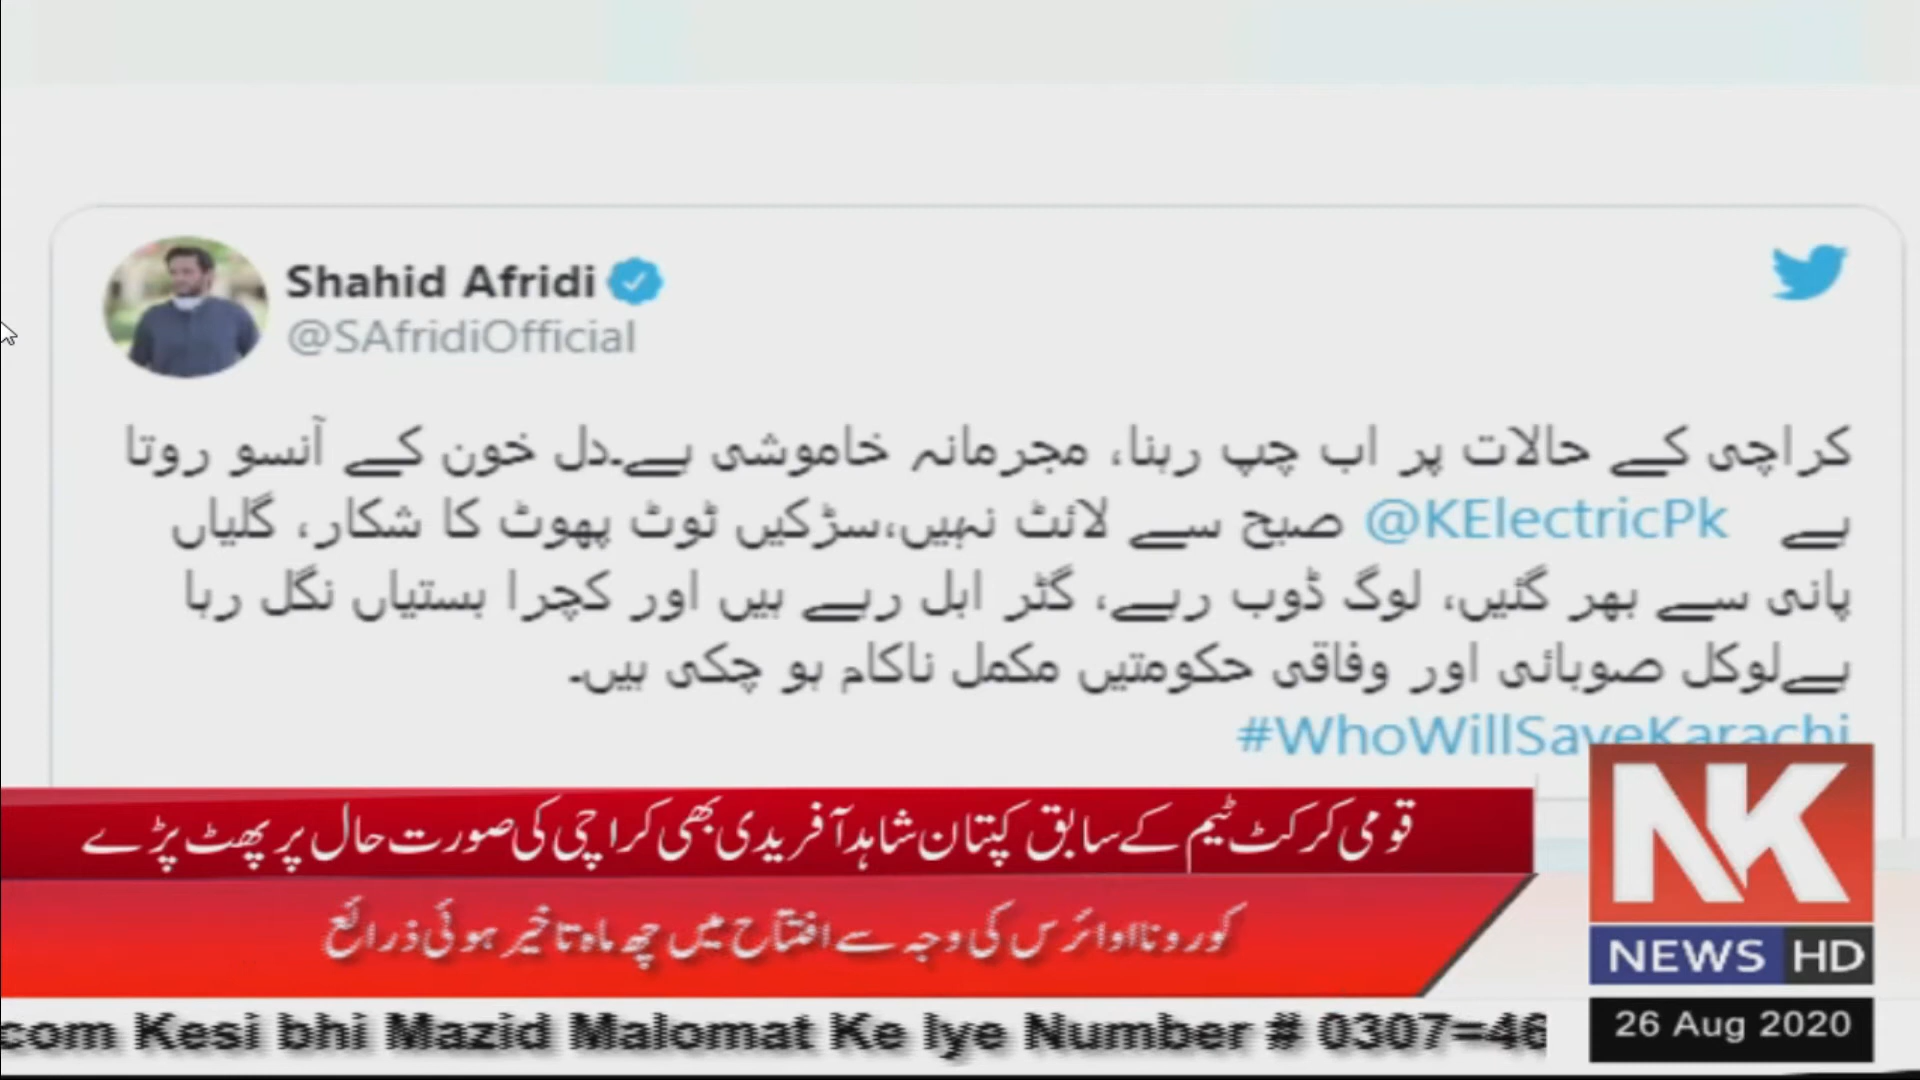 Shahid Afridi
@SAfridiOfficial
کراچی کے حالات پر اب چپ رہنا، مجرمانہ خاموشی ہے۔دل خون کے آنسو روتا
ہے @KElectricPk صبح سے لائٹ نہیں،سڑکیں ٹوٹ پھوٹ کا شکار، گلیاں
پانی سے بھر گئیں، لوگ ڈوب رہے، گٹر ابل رہے ہیں اور کچرا بستیاں نگل رہا
ہےلوکل صوبائی اور وفاقی حکومتیں مکمل ناکام ہو چکی ہیں۔
#WhoWillSaveKarachi
قومی کرکٹ ٹیم کے سابق کپتان شاہد آفریدی بھی کراچی کی صورت حال پر پھٹ پڑے
کورونااوائرس کی وجہ سے افتتاح میں چھ ماہ تاخیر ہوئی ذرائع
NK
NEWS HD
com Kesi bhi Mazid Malomat Ke lye Number # 0307=46
26 Aug 2020